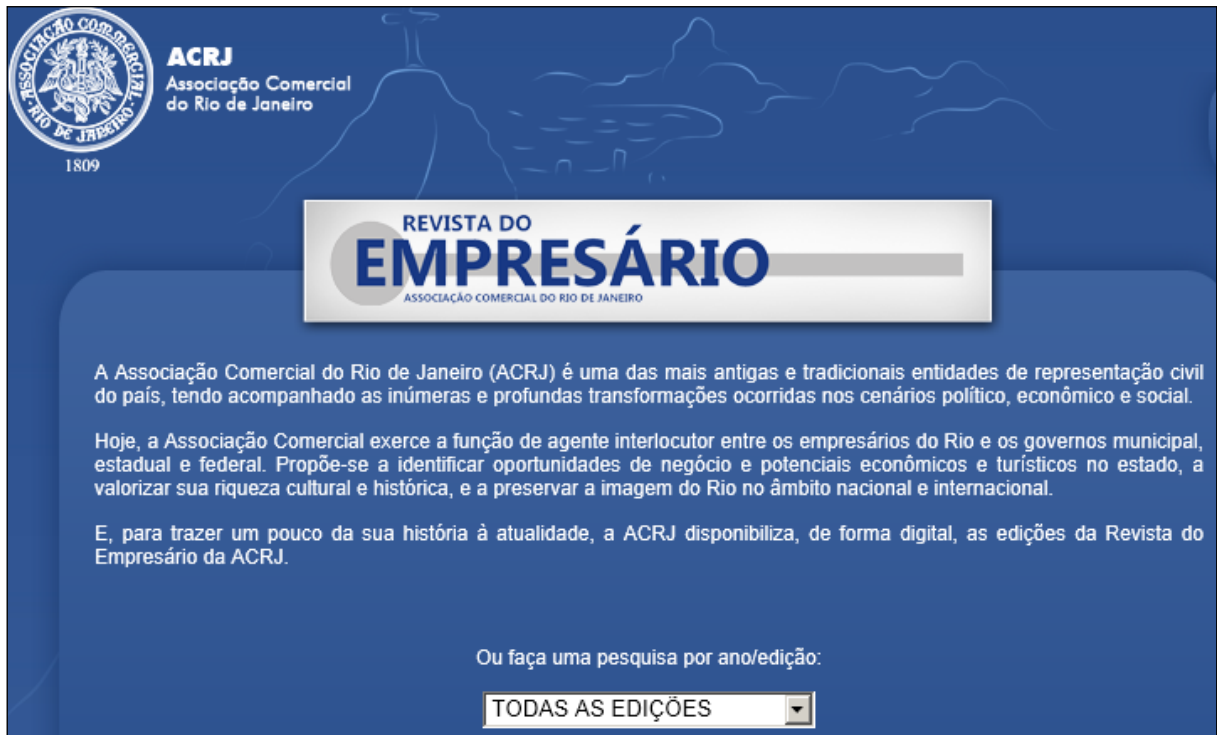 ASSOCIAÇÃO COMMERCIAL
RIO DE JANEIRO
1809
ACRJ
Associação Comercial
do Rio de Janeiro
REVISTA DO
EMPRESÁRIO
ASSOCIAÇÃO COMERCIAL DO RIO DE JANEIRO
A Associação Comercial do Rio de Janeiro (ACRJ) é uma das mais antigas e tradicionais entidades de representação civil
do país, tendo acompanhado as inúmeras e profundas transformações ocorridas nos cenários político, econômico e social.
Hoje, a Associação Comercial exerce a função de agente interlocutor entre os empresários do Rio e os governos municipal,
estadual e federal. Propõe-se a identificar oportunidades de negócio e potenciais econômicos e turísticos no estado, a
valorizar sua riqueza cultural e histórica, e a preservar a imagem do Rio no âmbito nacional e internacional.
E, para trazer um pouco da sua história à atualidade, a ACRJ disponibiliza, de forma digital, as edições da Revista do
Empresário da ACRJ.
Ou faça uma pesquisa por ano/edição:
TODAS AS EDIÇÕES